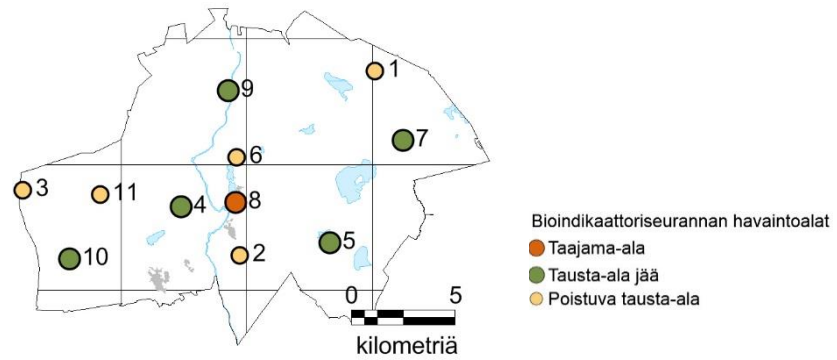 1
9
7
6
3
11
4
8
10
5
2
0 5
kilometriä
Bioindikaattoriseurannan havaintoalat
Taajama-ala
Tausta-ala jää
Poistuva tausta-ala